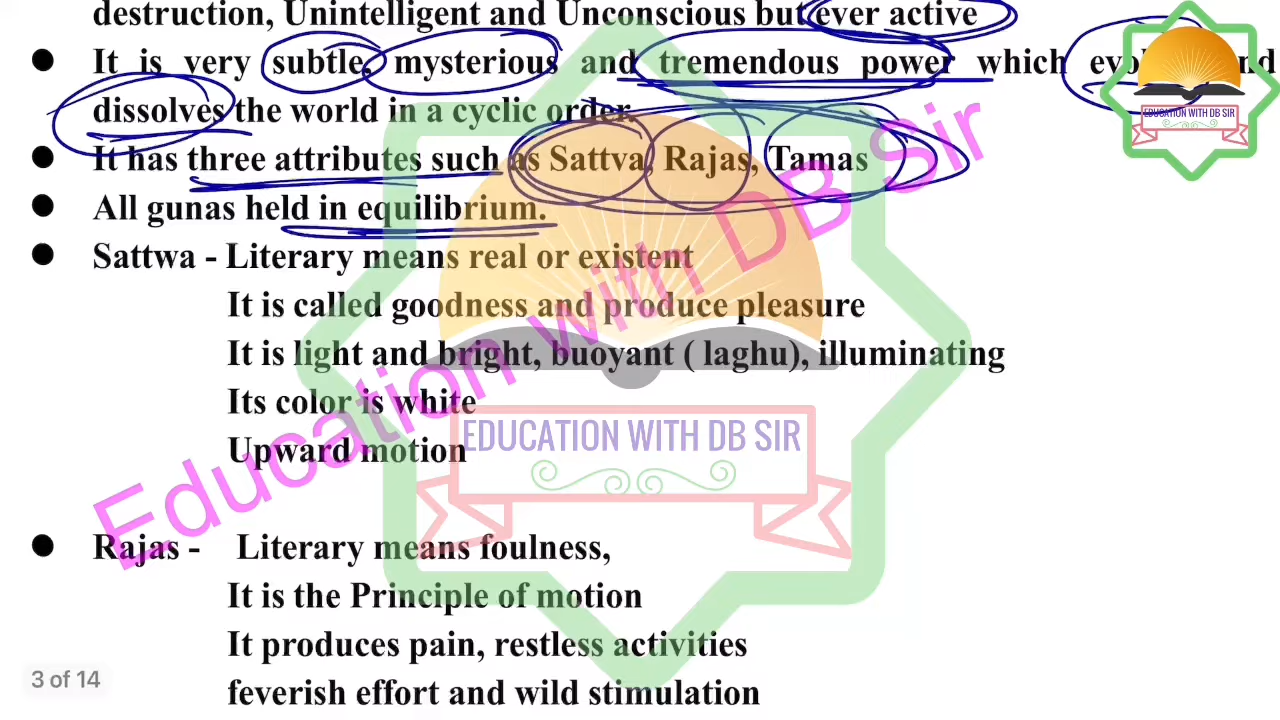 destruction, Unintelligent and Unconscious but ever active
● It is very subtle, mysterious and tremendous power which and
dissolves the world in a cyclic order.
● It has three attributes such as Sattva, Rajas, Tamas
● All gunas held in equilibrium.
● Sattwa - Literary means real or existent
It is called goodness and produce pleasure
It is light and bright, buoyant ( laghu), illuminating
Its color is white
Upward motion
● Rajas - Literary means foulness,
It is the Principle of motion
It produces pain, restless activities
feverish effort and wild stimulation
3 of 14
EDUCATION WITH DB SIR
Education with DB Sir
EDUCATION WITH DB SIR